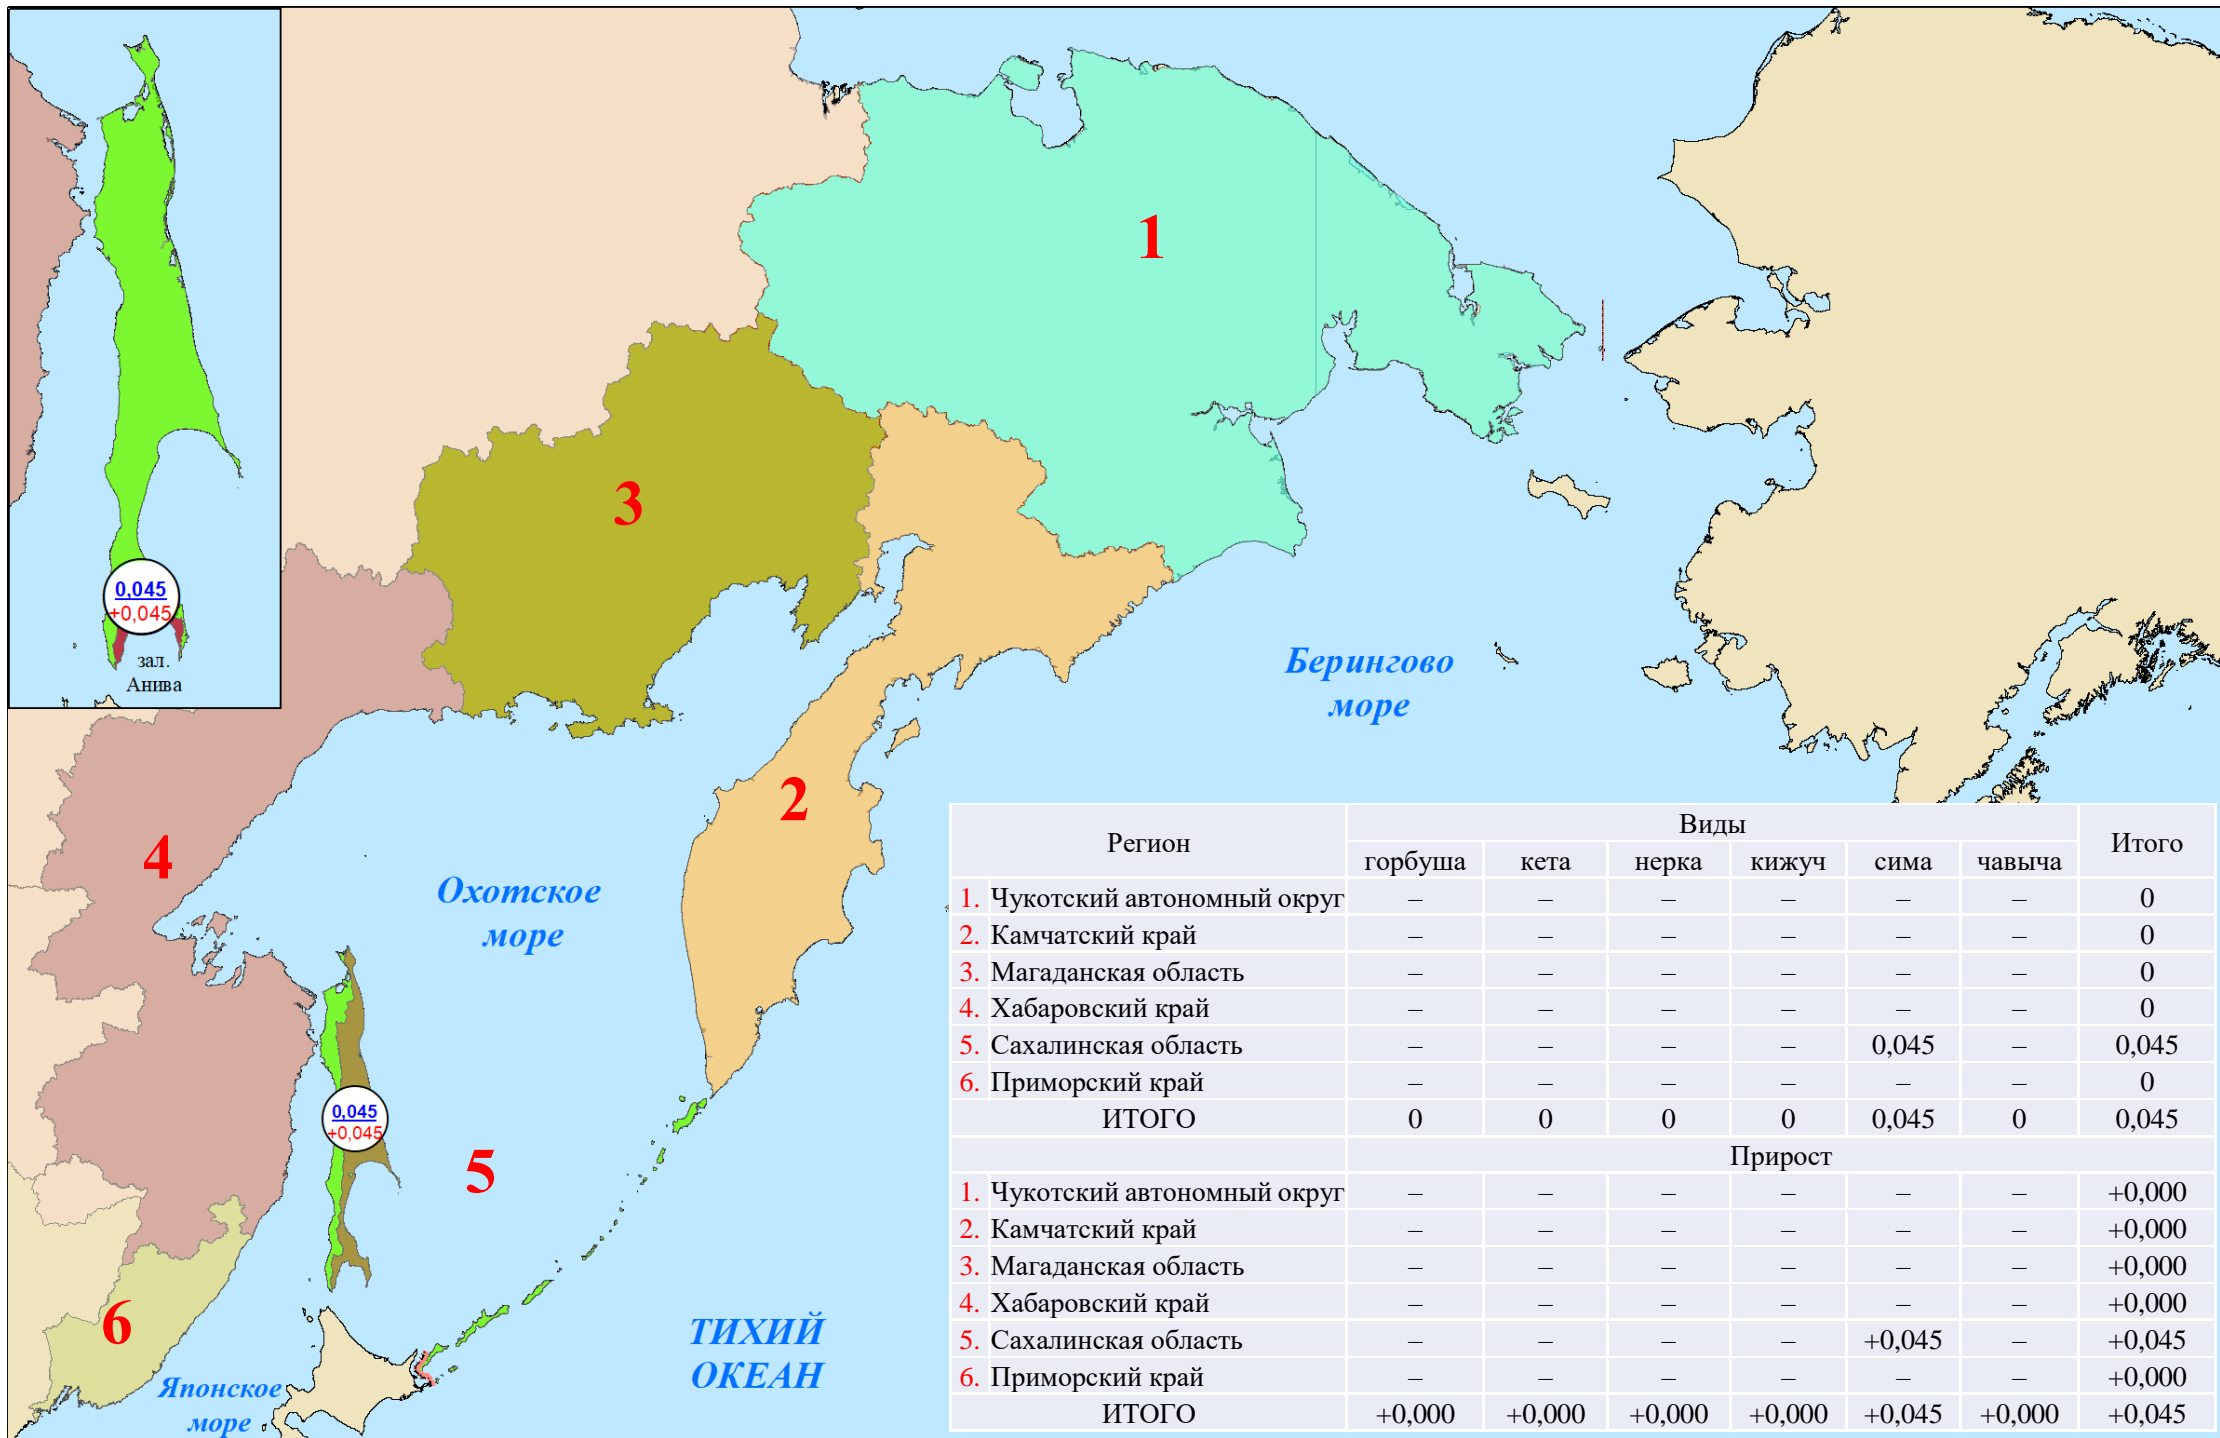 0,045
+0,045
зал.
Анива
1
3
2
4
5
6
Берингово
море
Охотское
море
0,045
+0,045
ТИХИЙ
ОКЕАН
Японское
море
Регион Виды Итого
горбуша кета нерка кижуч сима чавыча
1. Чукотский автономный округ – – – – – – 0
2. Камчатский край – – – – – – 0
3. Магаданская область – – – – – – 0
4. Хабаровский край – – – – – – 0
5. Сахалинская область – – – – 0,045 – 0,045
6. Приморский край – – – – – – 0
ИТОГО 0 0 0 0 0,045 0 0,045
Прирост
1. Чукотский автономный округ – – – – – – +0,000
2. Камчатский край – – – – – – +0,000
3. Магаданская область – – – – – – +0,000
4. Хабаровский край – – – – – – +0,000
5. Сахалинская область – – – – +0,045 – +0,045
6. Приморский край – – – – – – +0,000
ИТОГО +0,000 +0,000 +0,000 +0,000 +0,045 +0,000 +0,045